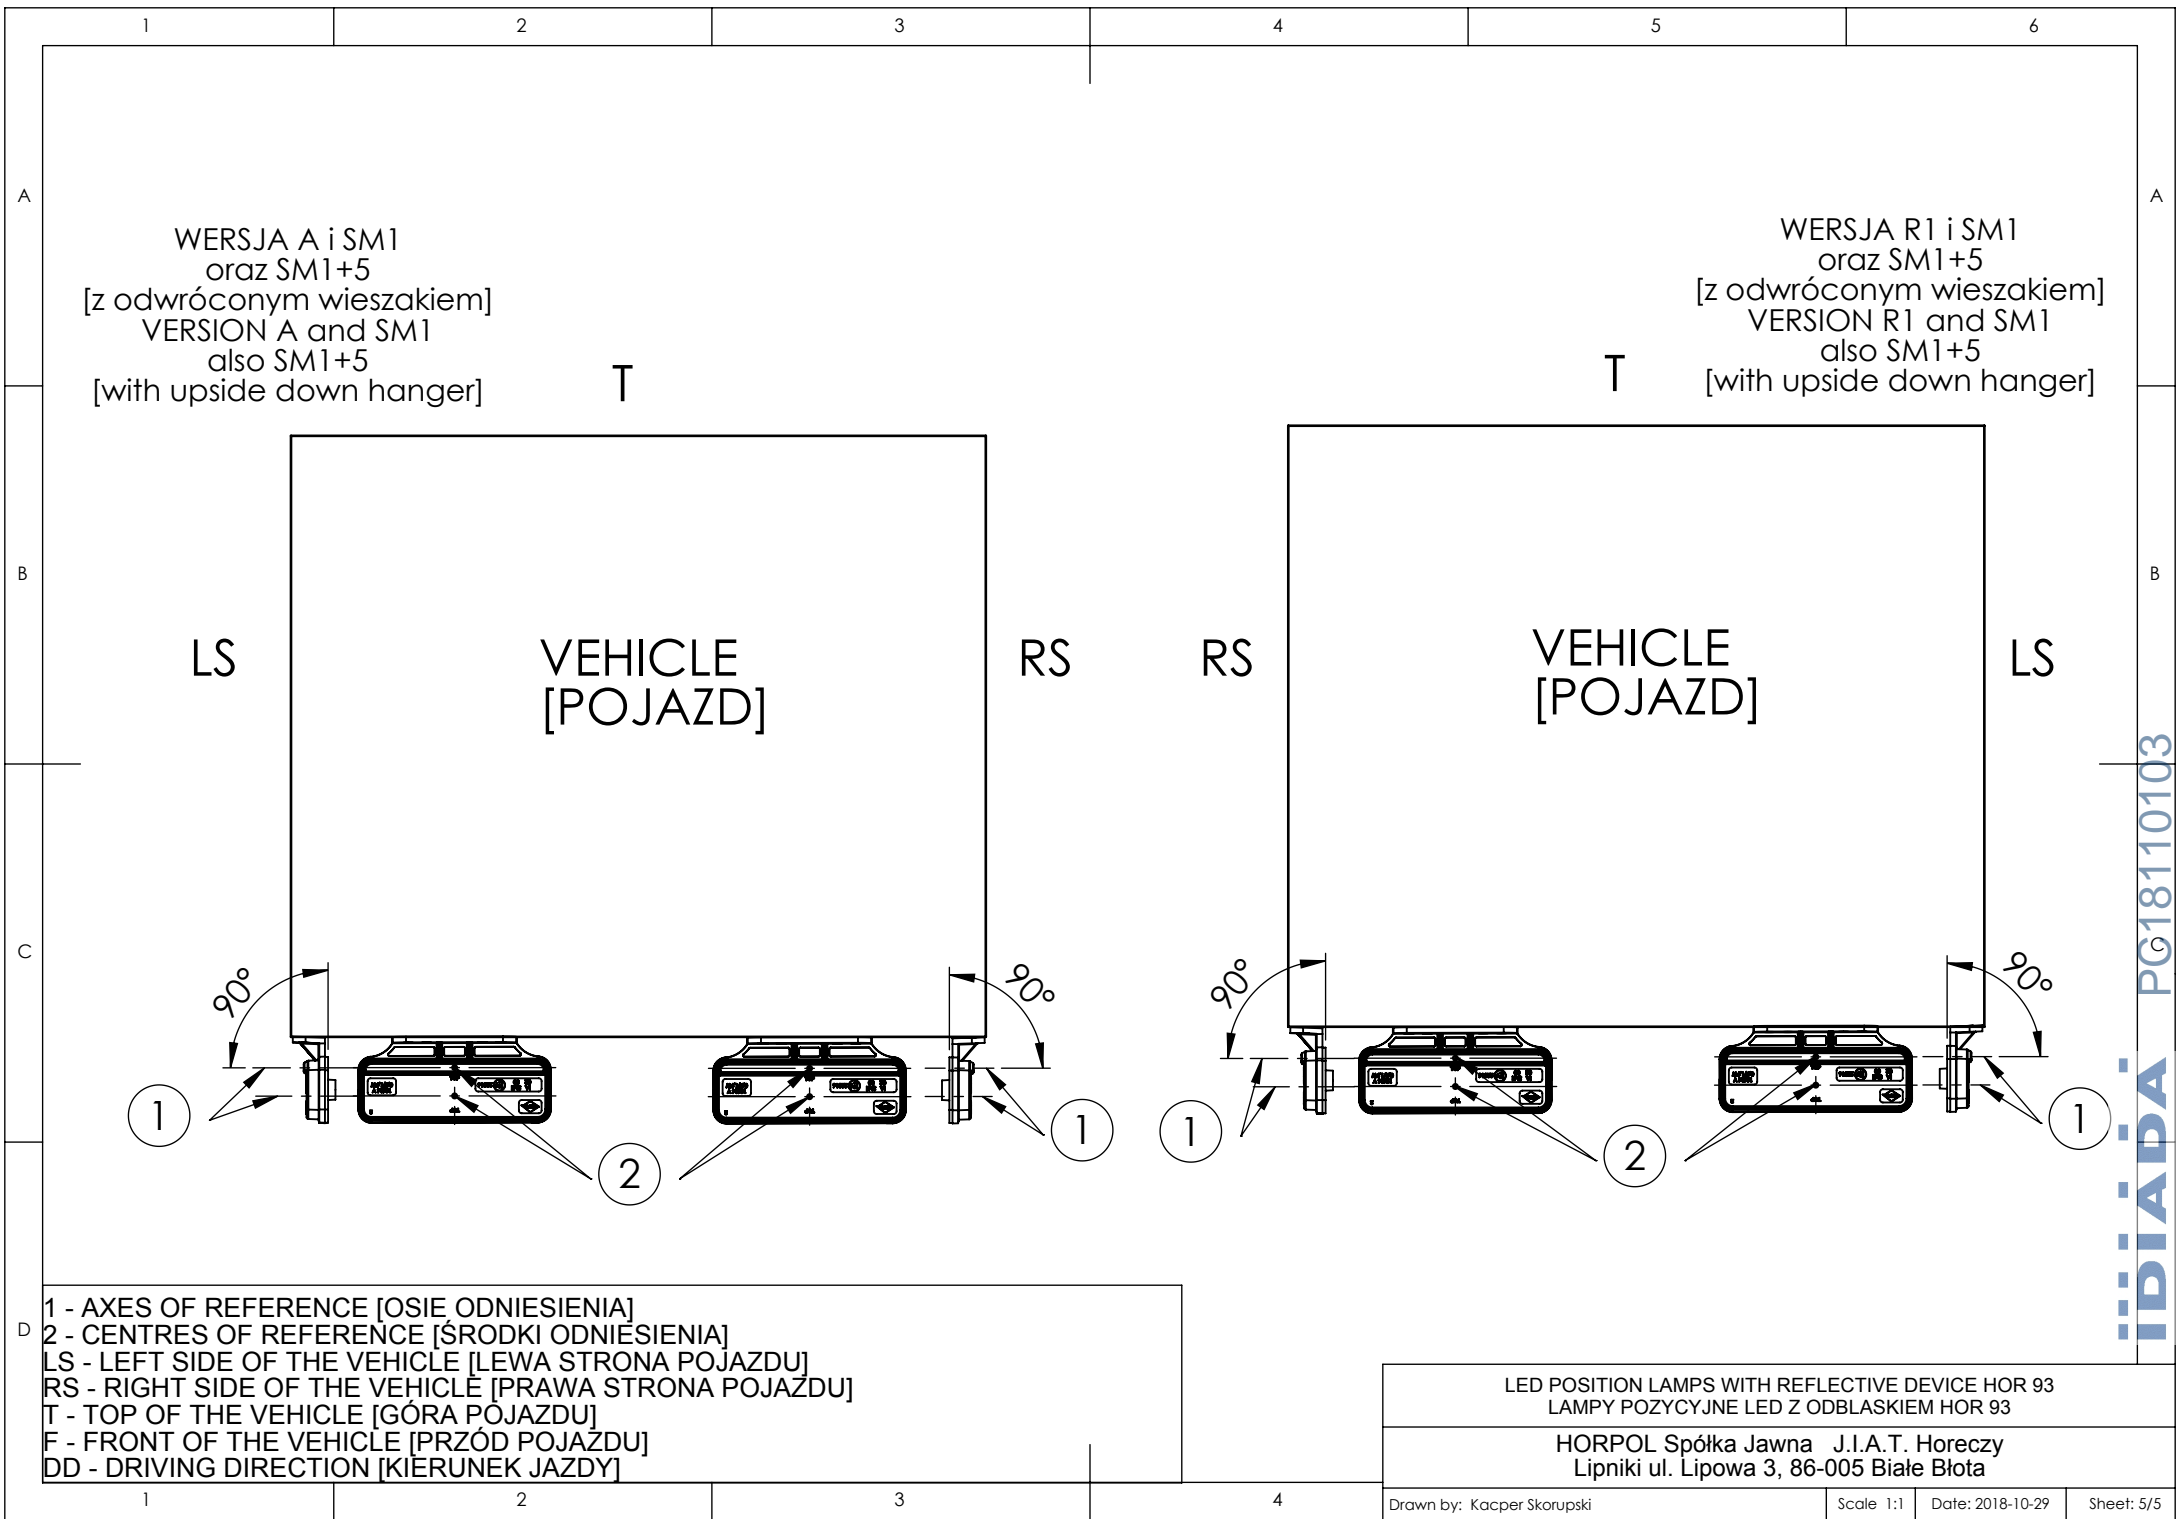 1 2 3 4 5 6
A A
WERSJA A i SM1
oraz SM1+5
[z odwróconym wieszakiem]
VERSION A and SM1
also SM1+5
[with upside down hanger]
T
WERSJA R1 i SM1
oraz SM1+5
[z odwróconym wieszakiem]
VERSION R1 and SM1
also SM1+5
[with upside down hanger]
T
B B
LS
VEHICLE
[POJAZD]
RS
RS
VEHICLE
[POJAZD]
LS
C C
90°
90°
90°
90°
1
2
1
1
2
1
PC18110103
IDIADA
D
1 - AXES OF REFERENCE [OSIE ODNIESIENIA]
2 - CENTRES OF REFERENCE [ŚRODKI ODNIESIENIA]
LS - LEFT SIDE OF THE VEHICLE [LEWA STRONA POJAZDU]
RS - RIGHT SIDE OF THE VEHICLE [PRAWA STRONA POJAZDU]
T - TOP OF THE VEHICLE [GÓRA POJAZDU]
F - FRONT OF THE VEHICLE [PRZÓD POJAZDU]
DD - DRIVING DIRECTION [KIERUNEK JAZDY]
LED POSITION LAMPS WITH REFLECTIVE DEVICE HOR 93
LAMPY POZYCYJNE LED Z ODBLASKIEM HOR 93
HORPOL Spółka Jawna J.I.A.T. Horeczy
Lipniki ul. Lipowa 3, 86-005 Białe Błota
Drawn by: Kacper Skorupski
Scale 1:1
Date: 2018-10-29
Sheet: 5/5
1 2 3 4